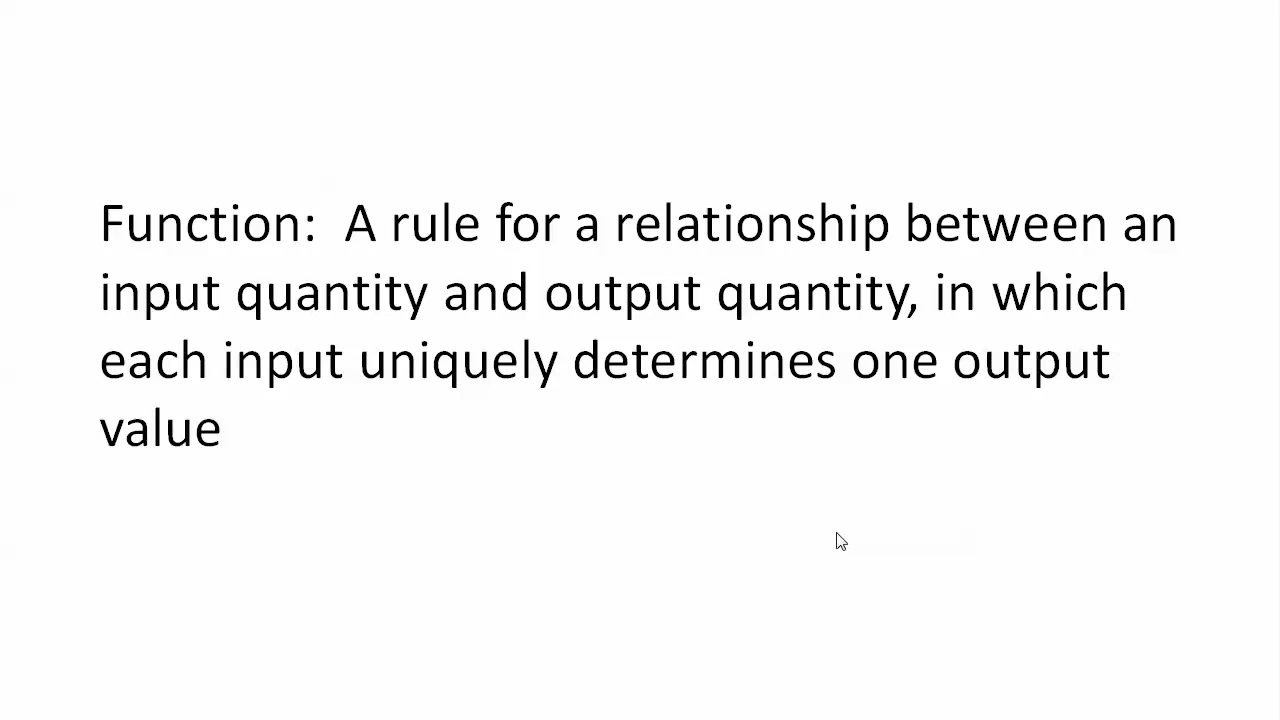 Function:  A rule for a relationship between an
input quantity and output quantity, in which
each input uniquely determines one output
value